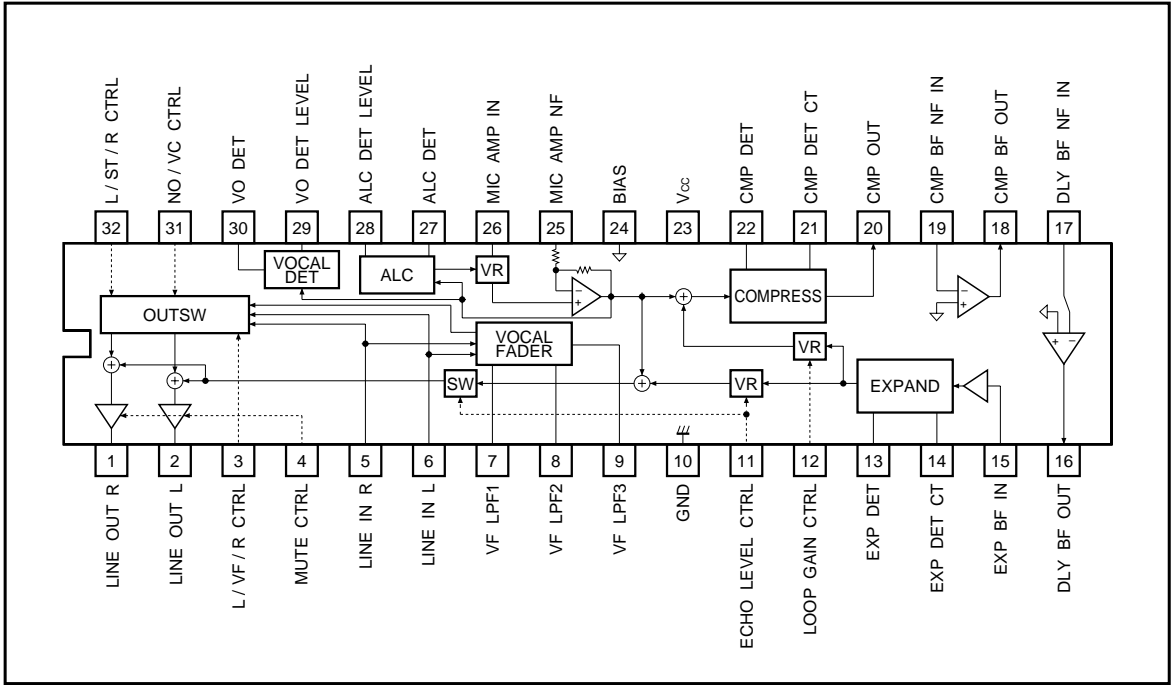 L / ST / R CTRL
NO / VC CTRL
VO DET
VO DET LEVEL
ALC DET LEVEL
ALC DET
MIC AMP IN
MIC AMP NF
BIAS
Vcc
CMP DET
CMP DET CT
CMP OUT
CMP BF NF IN
CMP BF OUT
DLY BF NF IN
32
31
30
29
28
27
26
25
24
23
22
21
20
19
18
17
VOCAL
DET
ALC
VR
−
+
+
COMPRESS
−
+
+
−
OUTSW
VOCAL
FADER
VR
+
+
SW
+
VR
EXPAND
1
2
3
4
5
6
7
8
9
10
11
12
13
14
15
16
LINE OUT R
LINE OUT L
L / VF / R CTRL
MUTE CTRL
LINE IN R
LINE IN L
VF LPF1
VF LPF2
VF LPF3
GND
ECHO LEVEL CTRL
LOOP GAIN CTRL
EXP DET
EXP DET CT
EXP BF IN
DLY BF OUT